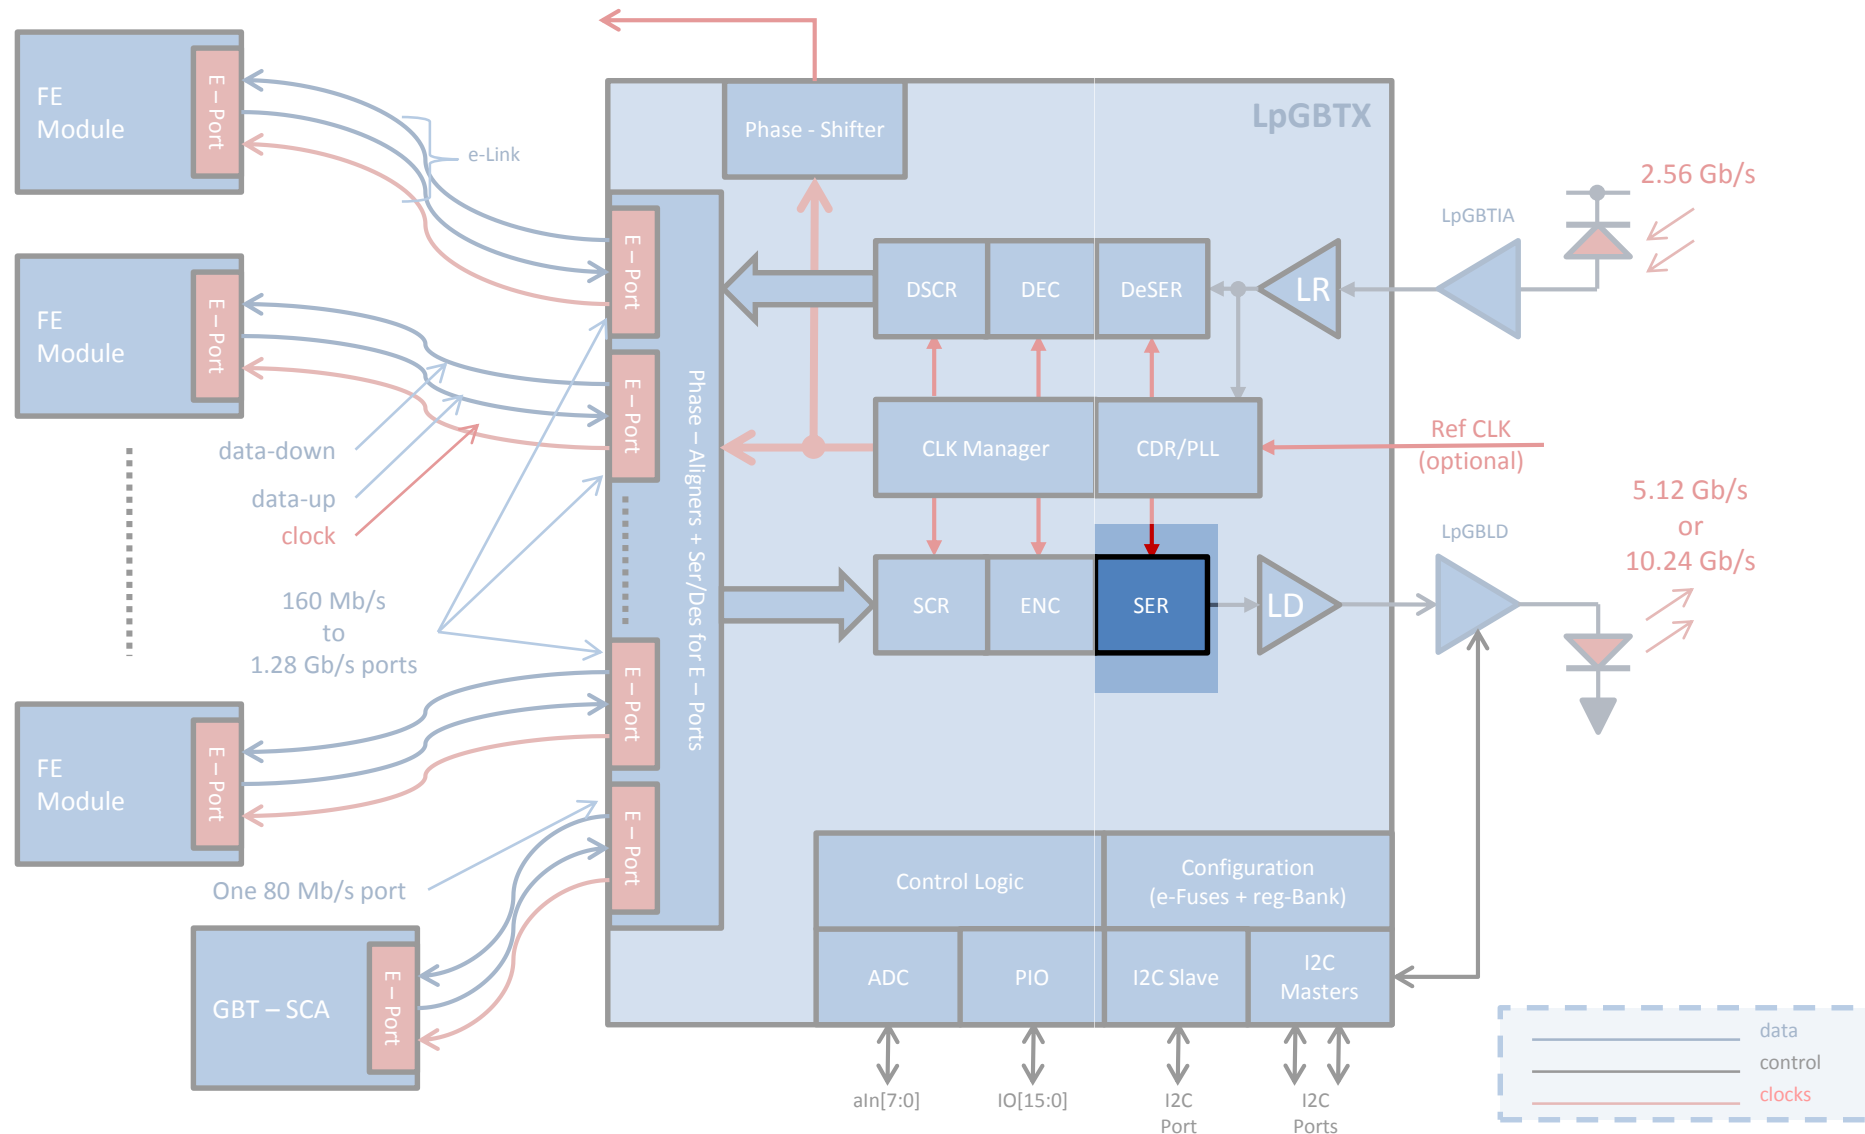 LpGBTX
Phase - Shifter
FE
Module
E – Port
e-Link
E – Port
2.56 Gb/s
LpGBTIA
DSCR
DEC
DeSER
LR
FE
Module
E – Port
E – Port
Phase – Aligners + Ser/Des for E – Ports
data-down
data-up
clock
CLK Manager
CDR/PLL
Ref CLK
(optional)
5.12 Gb/s
or
10.24 Gb/s
LpGBLD
160 Mb/s
to
1.28 Gb/s ports
SCR
ENC
SER
LD
E – Port
FE
Module
E – Port
E – Port
One 80 Mb/s port
Control Logic
Configuration
(e-Fuses + reg-Bank)
GBT – SCA
E – Port
ADC
PIO
I2C Slave
I2C
Masters
aIn[7:0]
IO[15:0]
I2C
Port
I2C
Ports
data
control
clocks